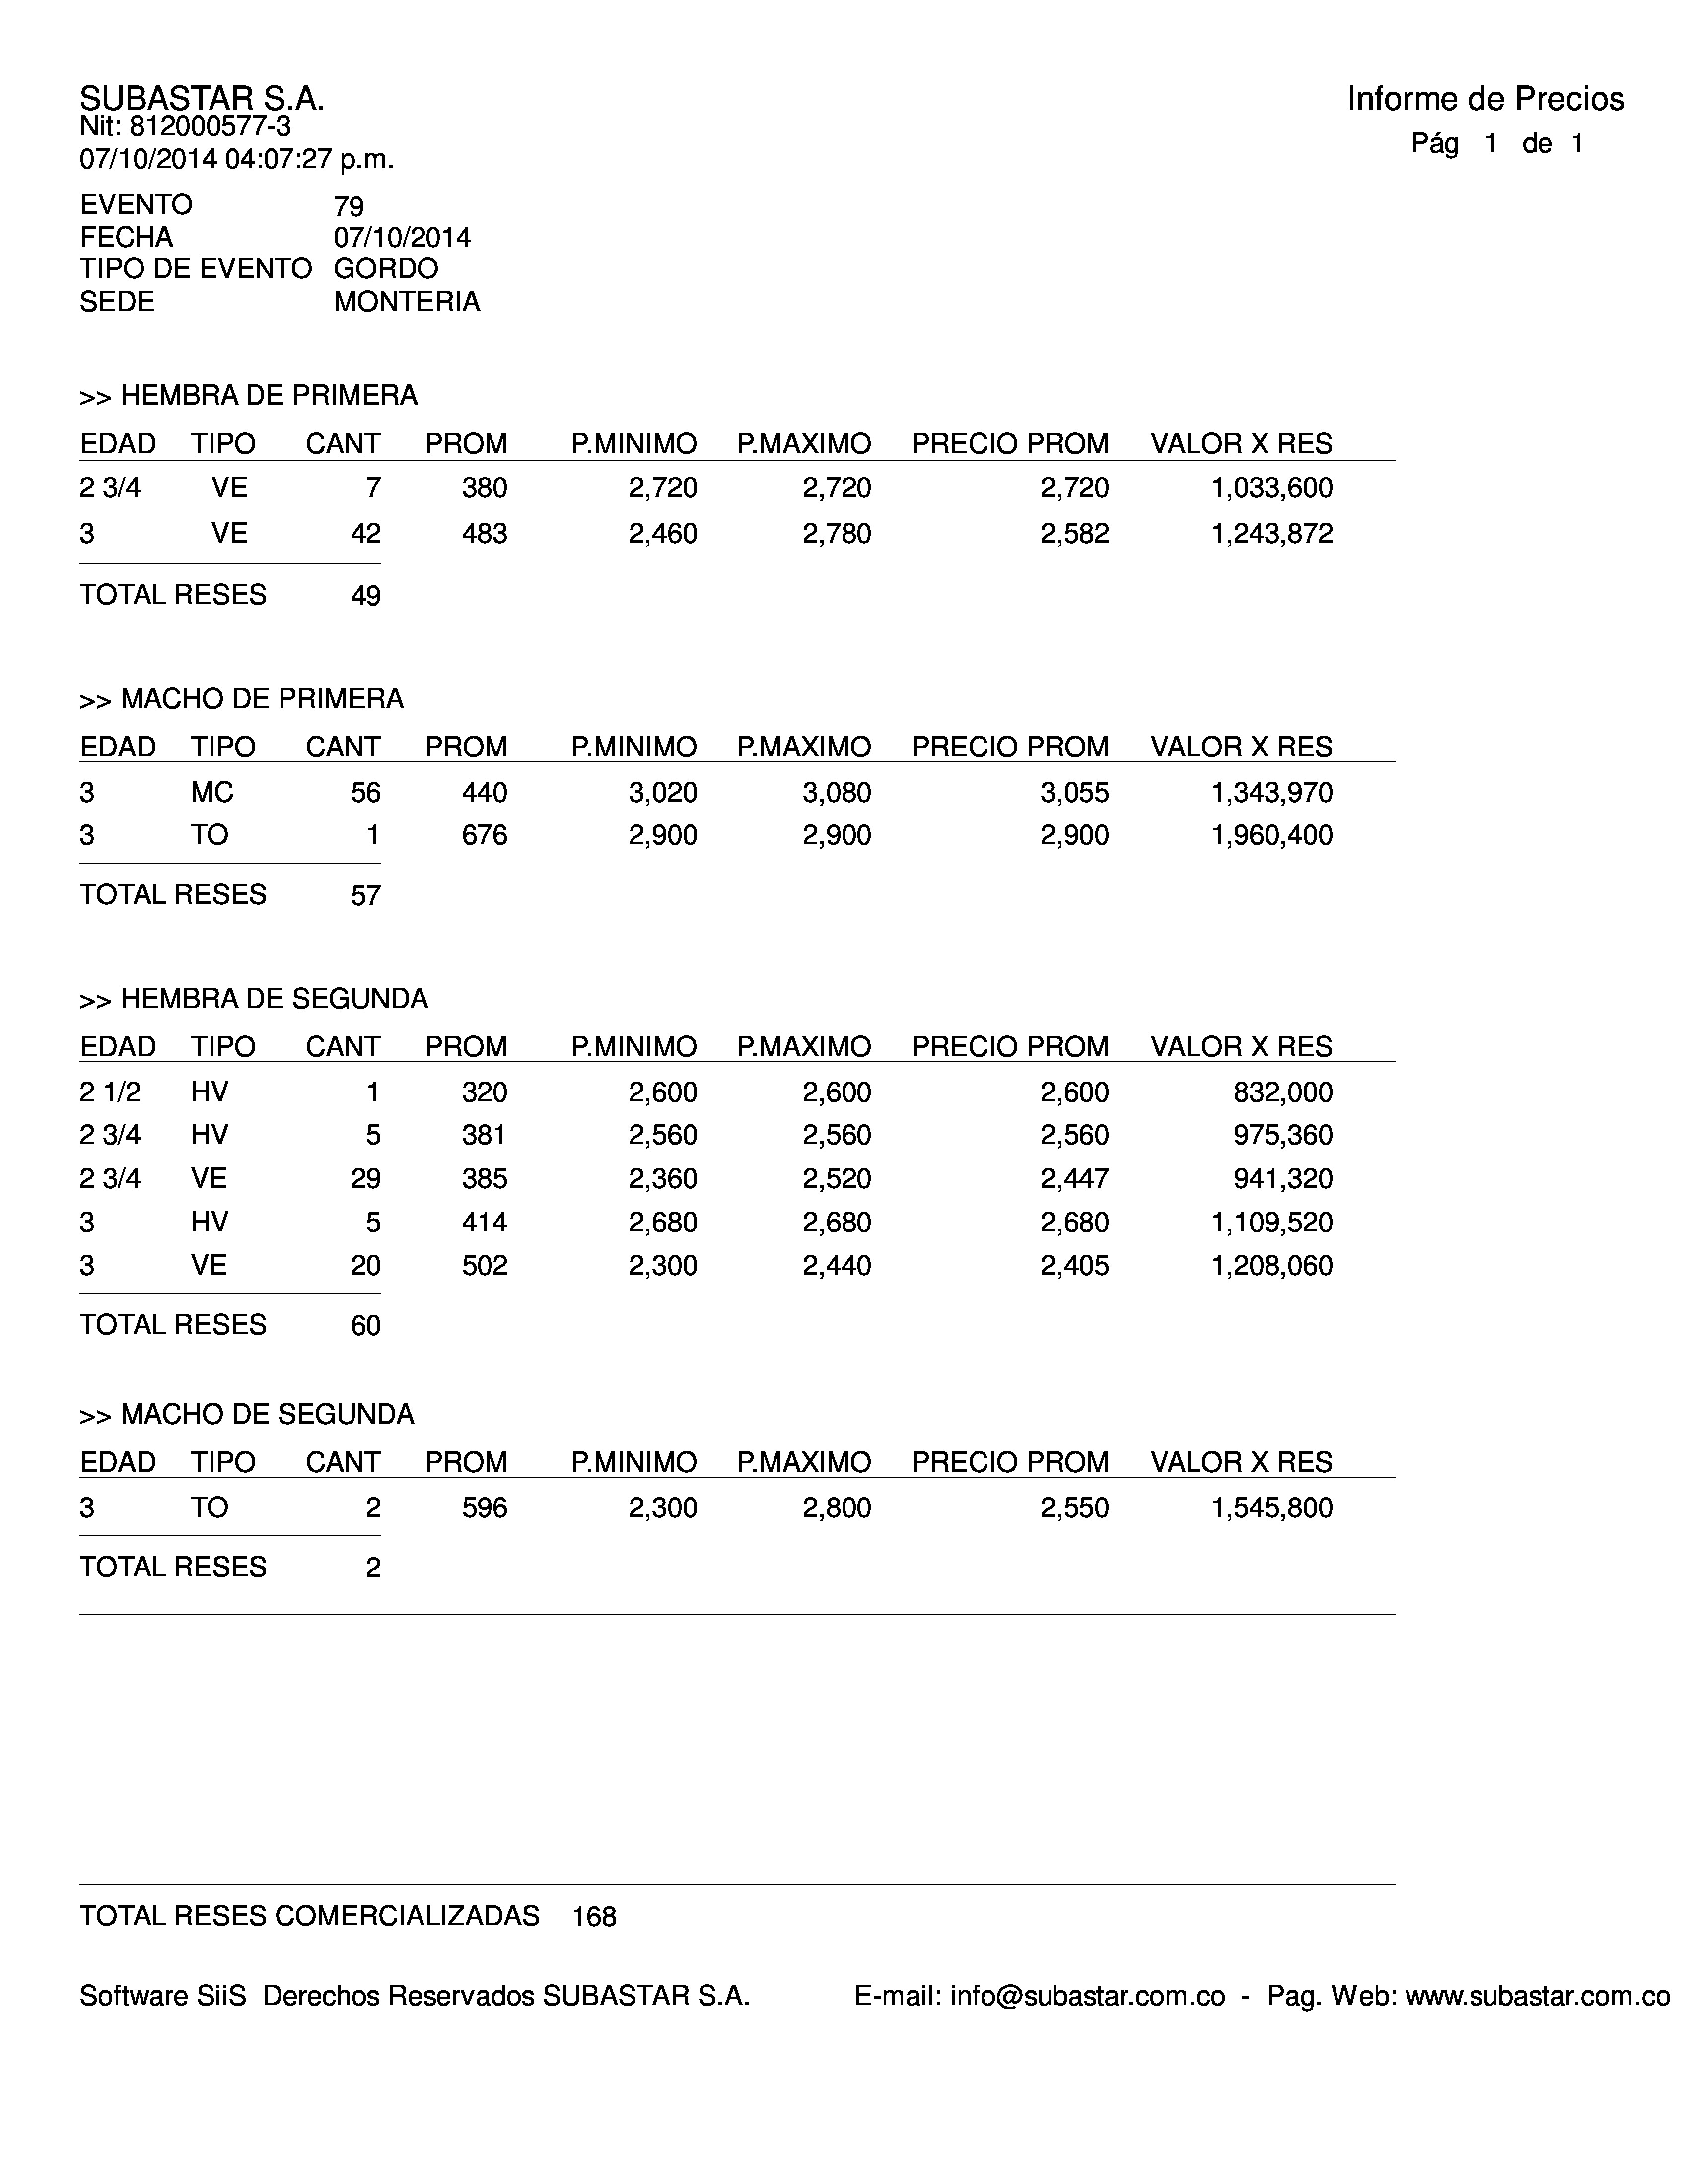 SUBASTAR S.A.
Informe de Precios
Nit: 812000577-3
Pág 1 de 1
07/10/2014 04:07:27 p.m.
EVENTO 79
FECHA 07/10/2014
TIPO DE EVENTO GORDO
SEDE MONTERIA
>> HEMBRA DE PRIMERA
EDAD TIPO CANT PROM P.MINIMO P.MAXIMO PRECIO PROM VALOR X RES
2 3/4 VE 7 380 2,720 2,720 2,720 1,033,600
3 VE 42 483 2,460 2,780 2,582 1,243,872
TOTAL RESES 49
>> MACHO DE PRIMERA
EDAD TIPO CANT PROM P.MINIMO P.MAXIMO PRECIO PROM VALOR X RES
3 MC 56 440 3,020 3,080 3,055 1,343,970
3 TO 1 676 2,900 2,900 2,900 1,960,400
TOTAL RESES 57
>> HEMBRA DE SEGUNDA
EDAD TIPO CANT PROM P.MINIMO P.MAXIMO PRECIO PROM VALOR X RES
2 1/2 HV 1 320 2,600 2,600 2,600 832,000
2 3/4 HV 5 381 2,560 2,560 2,560 975,360
2 3/4 VE 29 385 2,360 2,520 2,447 941,320
3 HV 5 414 2,680 2,680 2,680 1,109,520
3 VE 20 502 2,300 2,440 2,405 1,208,060
TOTAL RESES 60
>> MACHO DE SEGUNDA
EDAD TIPO CANT PROM P.MINIMO P.MAXIMO PRECIO PROM VALOR X RES
3 TO 2 596 2,300 2,800 2,550 1,545,800
TOTAL RESES 2
TOTAL RESES COMERCIALIZADAS 168
Software SiiS Derechos Reservados SUBASTAR S.A. E-mail: info@subastar.com.co - Pag. Web: www.subastar.com.co